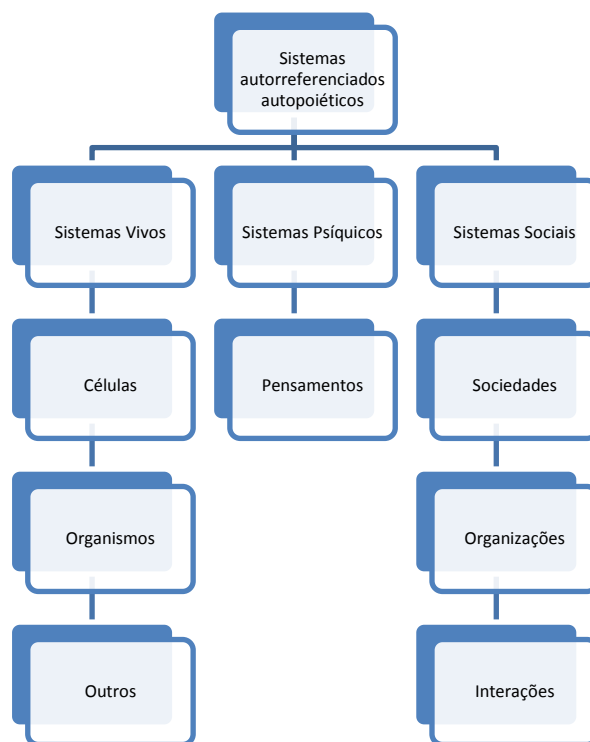 Sistemas
autorreferenciados
autopoiéticos
Sistemas Vivos
Sistemas Psíquicos
Sistemas Sociais
Células
Pensamentos
Sociedades
Organismos
Organizações
Outros
Interações